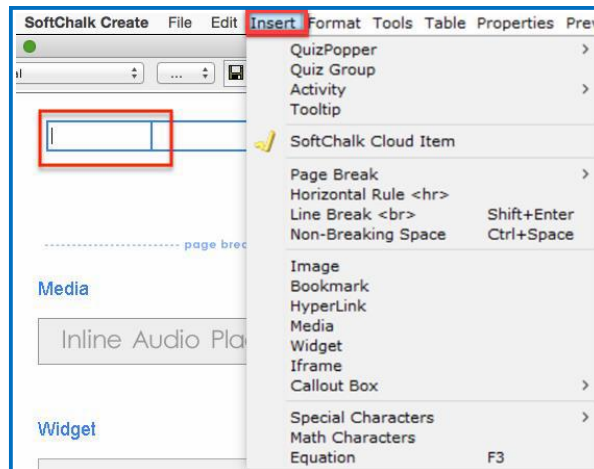 SoftChalk Create File Edit Insert Format Tools Table Properties Prev
al ...
QuizPopper >
Quiz Group
Activity >
Tooltip
SoftChalk Cloud Item
Page Break >
Horizontal Rule <hr>
Line Break <br> Shift+Enter
Non-Breaking Space Ctrl+Space
page brea
Image
Bookmark
Media
HyperLink
Media
Inline Audio Pla
Widget
Iframe
Callout Box >
Widget
Special Characters >
Math Characters
Equation F3